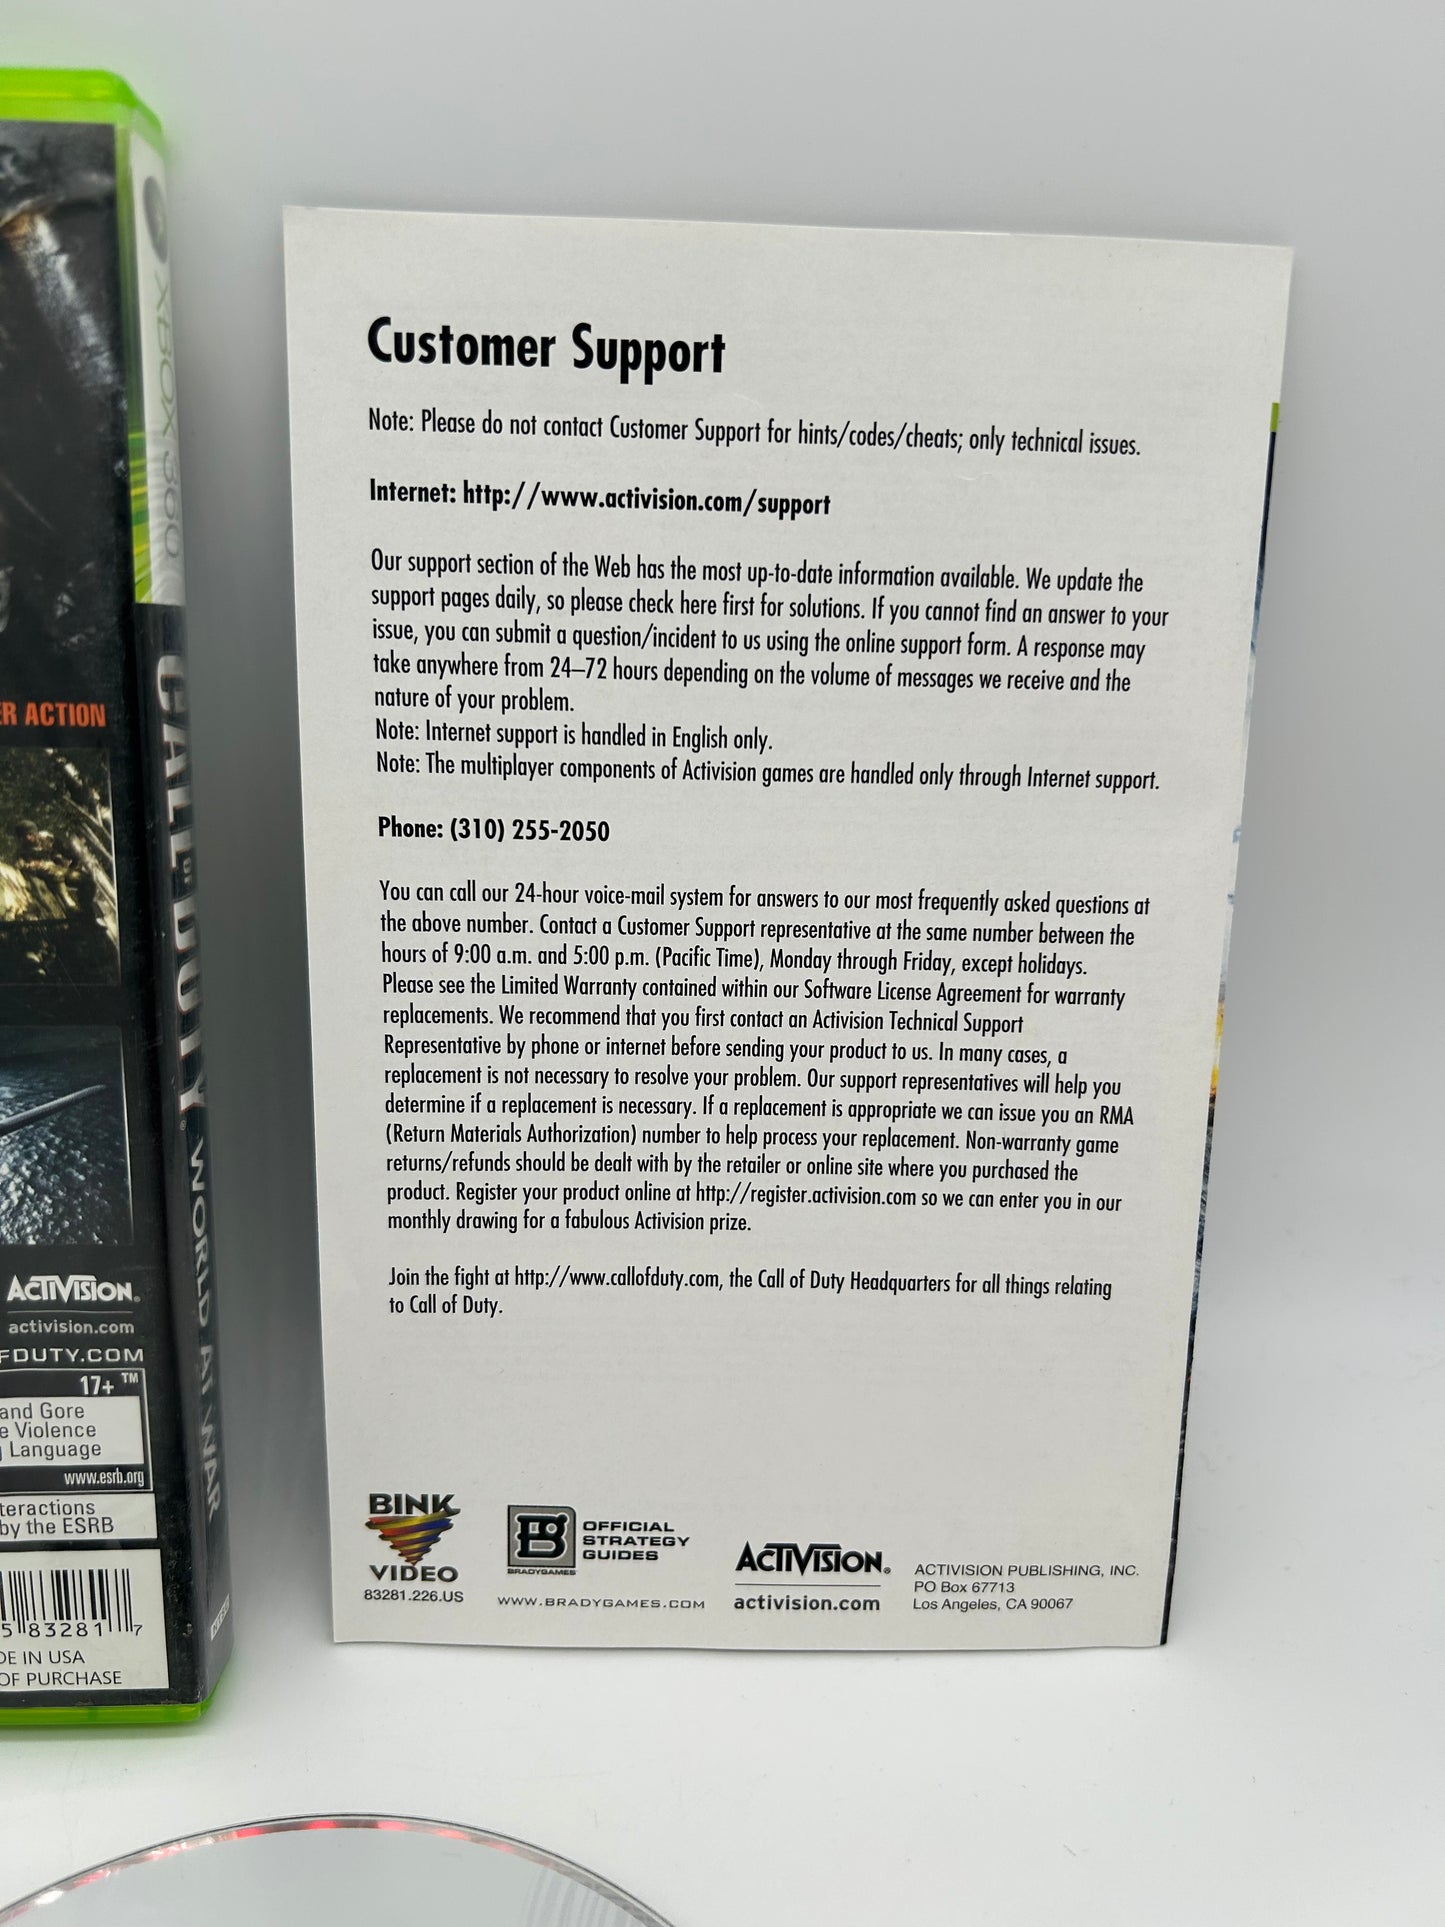 XBOX 360
CALL OF DUTY® WORLD AT WAR
NTSC
R ACTION
ACTIVISION®
activision.com
FDUTY.COM
17+ ™
and Gore
e Violence
Language
www.esrb.org
teractions
by the ESRB
5 83281 7
DE IN USA
OF PURCHASE
Customer Support
Note: Please do not contact Customer Support for hints/codes/cheats; only technical issues.
Internet: http://www.activision.com/support
Our support section of the Web has the most up-to-date information available. We update the
support pages daily, so please check here first for solutions. If you cannot find an answer to your
issue, you can submit a question/incident to us using the online support form. A response may
take anywhere from 24–72 hours depending on the volume of messages we receive and the
nature of your problem.
Note: Internet support is handled in English only.
Note: The multiplayer components of Activision games are handled only through Internet support.
Phone: (310) 255-2050
You can call our 24-hour voice-mail system for answers to our most frequently asked questions at
the above number. Contact a Customer Support representative at the same number between the
hours of 9:00 a.m. and 5:00 p.m. (Pacific Time), Monday through Friday, except holidays.
Please see the Limited Warranty contained within our Software License Agreement for warranty
replacements. We recommend that you first contact an Activision Technical Support
Representative by phone or internet before sending your product to us. In many cases, a
replacement is not necessary to resolve your problem. Our support representatives will help you
determine if a replacement is necessary. If a replacement is appropriate we can issue you an RMA
(Return Materials Authorization) number to help process your replacement. Non-warranty game
returns/refunds should be dealt with by the retailer or online site where you purchased the
product. Register your product online at http://register.activision.com so we can enter you in our
monthly drawing for a fabulous Activision prize.
Join the fight at http://www.callofduty.com, the Call of Duty Headquarters for all things relating
to Call of Duty.
BINK
VIDEO
83281.226.US
BG
BRADYGAMES
OFFICIAL
STRATEGY
GUIDES
WWW.BRADYGAMES.COM
ACTIVISION®
activision.com
ACTIVISION PUBLISHING, INC.
PO Box 67713
Los Angeles, CA 90067